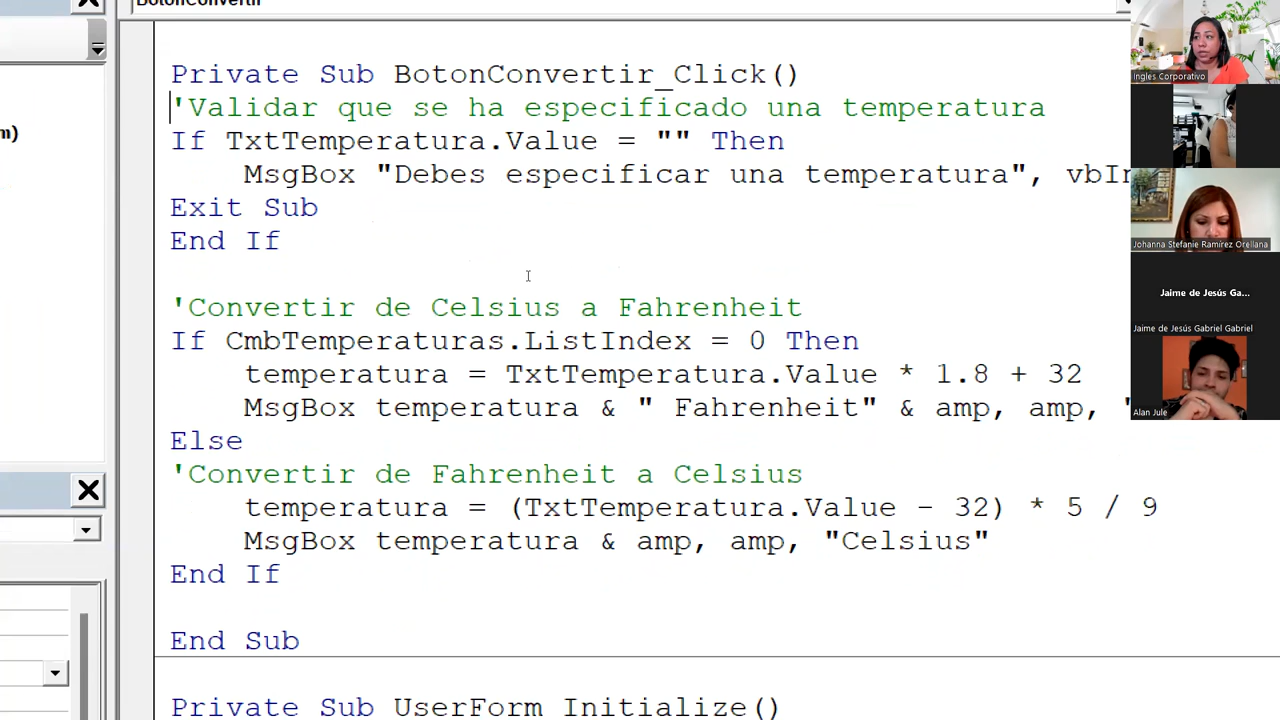 BotonConvertir
Private Sub BotonConvertir_Click()
'Validar que se ha especificado una temperatura
If TxtTemperatura.Value = "" Then
MsgBox "Debes especificar una temperatura", vbIn
Exit Sub
End If
'Convertir de Celsius a Fahrenheit
If CmbTemperaturas.ListIndex = 0 Then
temperatura = TxtTemperatura.Value * 1.8 + 32
MsgBox temperatura & " Fahrenheit" & amp, amp, "
Else
'Convertir de Fahrenheit a Celsius
temperatura = (TxtTemperatura.Value - 32) * 5 / 9
MsgBox temperatura & amp, amp, "Celsius"
End If
End Sub
Private Sub UserForm_Initialize()
m)
Ingles Corporativo
Johanna Stefanie Ramírez Orellana
Jaime de Jesús Ga...
Jaime de Jesús Gabriel Gabriel
Alan Jule